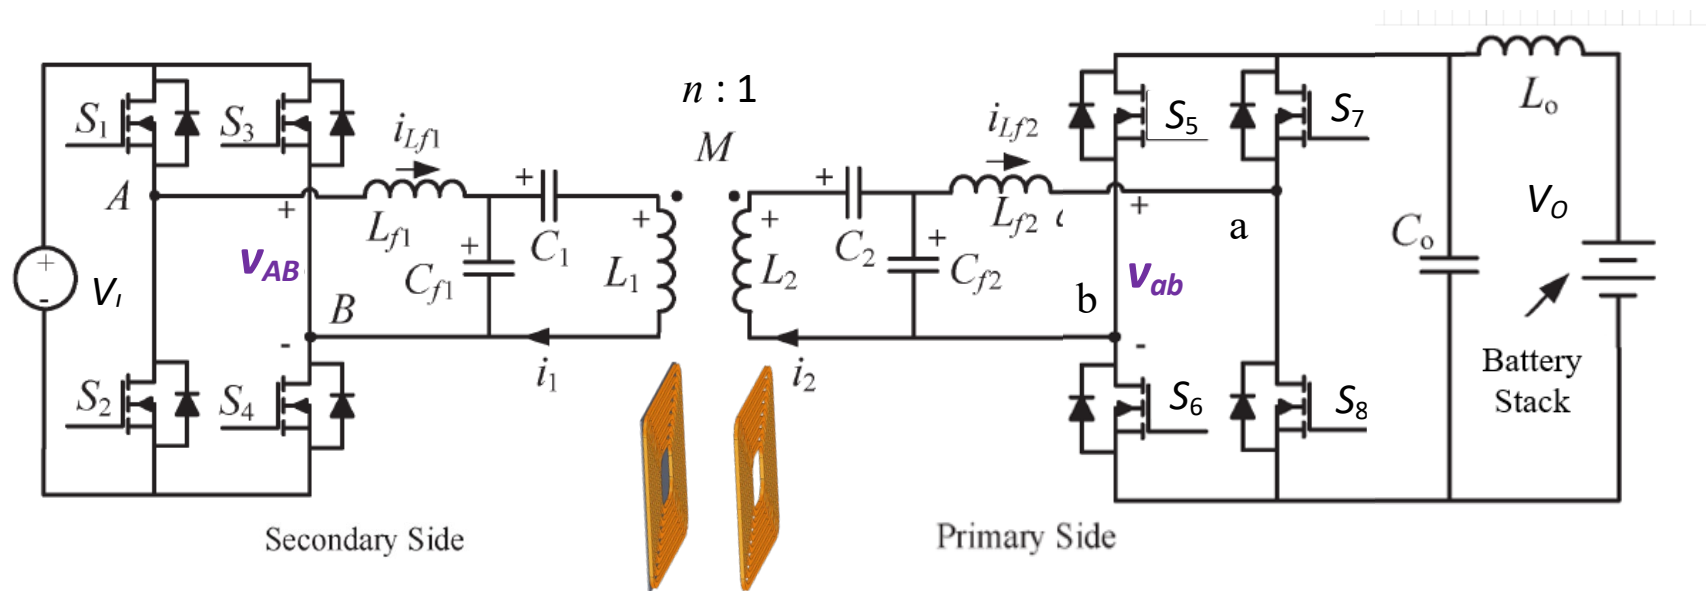 n : 1
M
S1
S3
iLf1
A
+
Lf1
+
C1
+
L1
+
Cf1
vAB
+
-
VI
B
-
i1
S2
S4
Secondary Side
+
L2
+
C2
+
Cf2
iLf2
Lf2
+
a
b
vab
-
i2
S5
S7
S6
S8
Primary Side
Lo
Co
VO
Battery
Stack